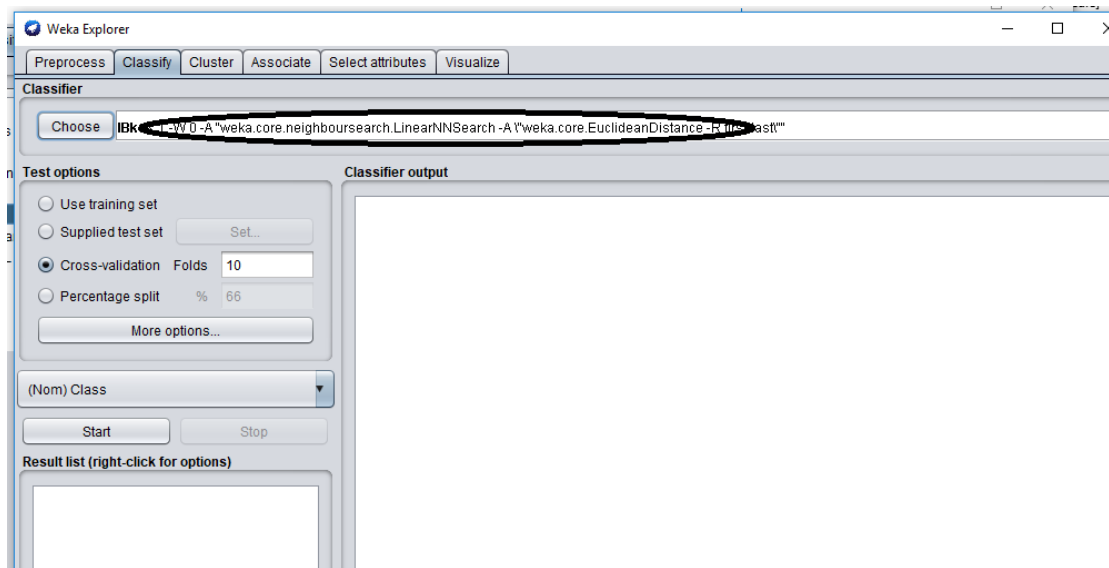 Weka Explorer
Preprocess Classify Cluster Associate Select attributes Visualize
Classifier
Choose IBk -W 0 -A "weka.core.neighboursearch.LinearNNSearch -A \"weka.core.EuclideanDistance -R
Test options
Classifier output
Use training set
Supplied test set Set...
Cross-validation Folds 10
Percentage split % 66
More options...
(Nom) Class
Start Stop
Result list (right-click for options)